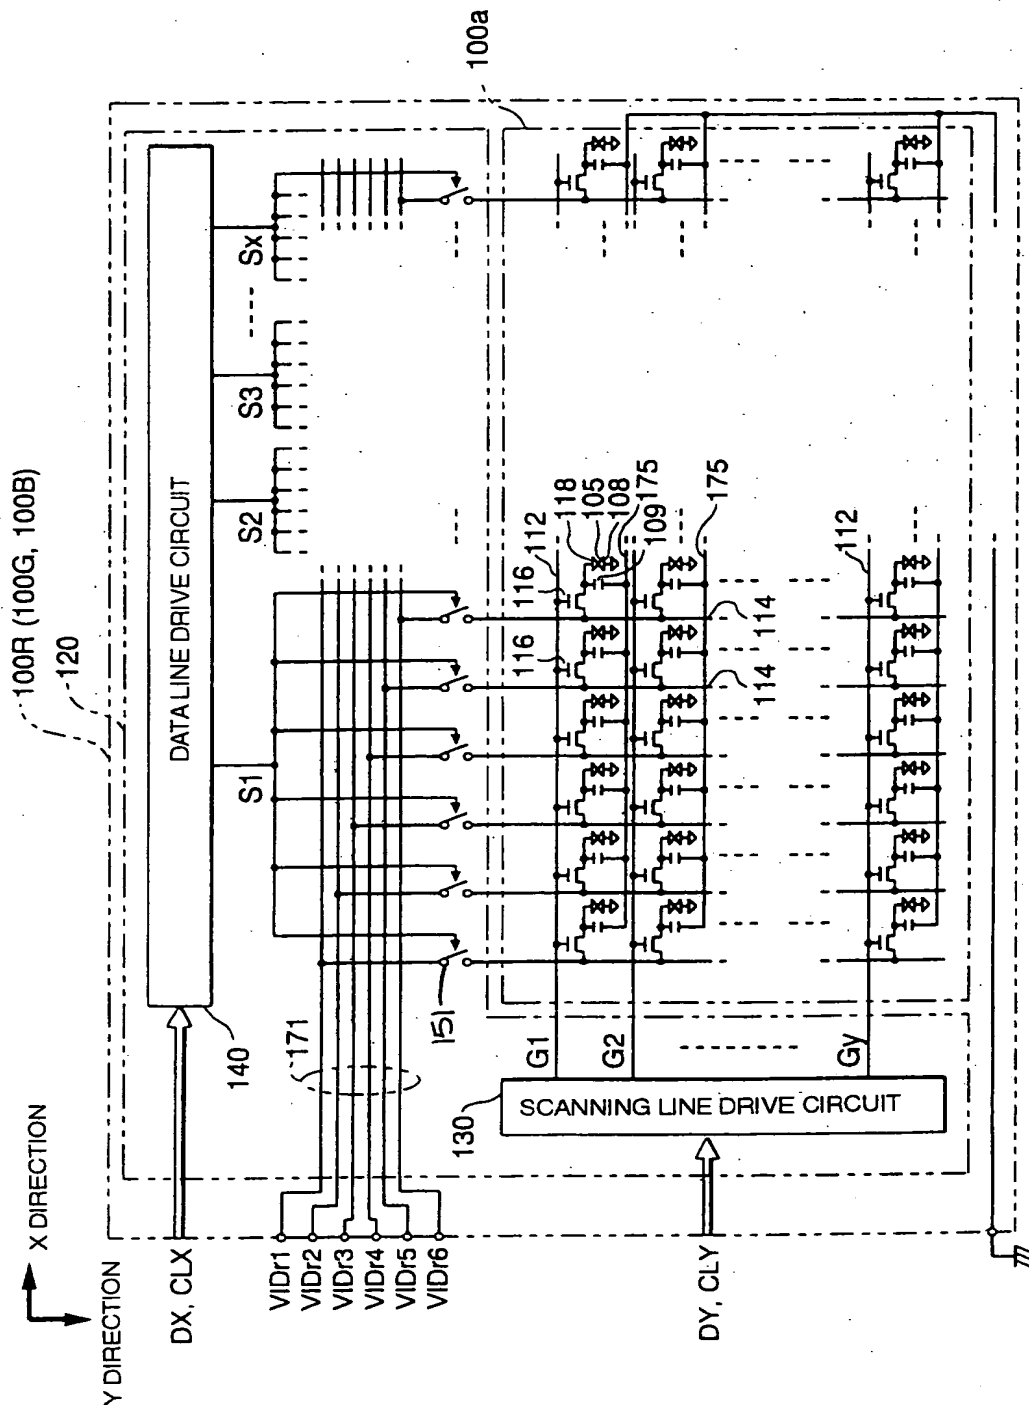 100R (100G, 100B)
120
100a
X DIRECTION
Y DIRECTION
DATA LINE DRIVE CIRCUIT
140
DX, CLX
S1
S2
S3
Sx
171
VIDr1
VIDr2
VIDr3
VIDr4
VIDr5
VIDr6
151
116
116
112
118
105
108
109
175
175
112
114
114
G1
G2
Gy
130
SCANNING LINE DRIVE CIRCUIT
DY, CLY